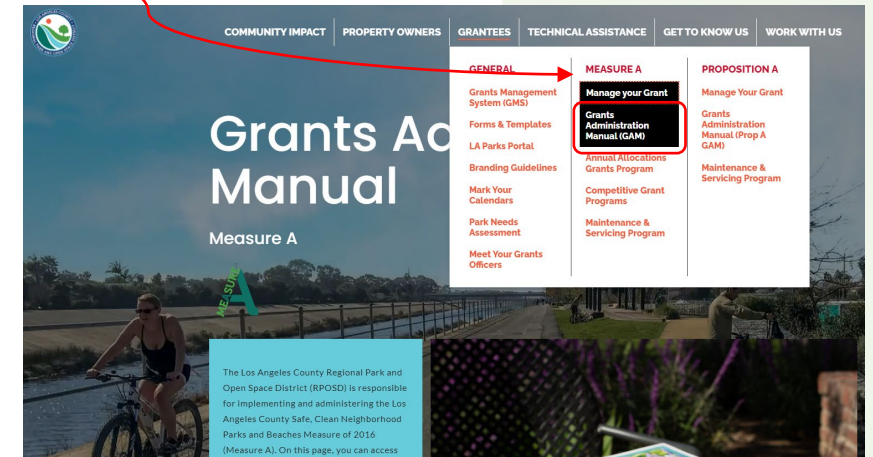 COMMUNITY IMPACT PROPERTY OWNERS GRANTEES TECHNICAL ASSISTANCE GET TO KNOW US WORK WITH US
GENERAL
Grants Management
System (GMS)
Forms & Templates
LA Parks Portal
Branding Guidelines
Mark Your
Calendars
Park Needs
Assessment
Meet Your Grants
Officers
MEASURE A
Manage your Grant
Grants
Administration
Manual (GAM)
Annual Allocations
Grants Program
Competitive Grant
Programs
Maintenance &
Servicing Program
PROPOSITION A
Manage Your Grant
Grants
Administration
Manual (Prop A
GAM)
Maintenance &
Servicing Program
Grants Ad
Manual
Measure A
MEASURE
A
The Los Angeles County Regional Park and
Open Space District (RPOSD) is responsible
for implementing and administering the Los
Angeles County Safe, Clean Neighborhood
Parks and Beaches Measure of 2016
(Measure A). On this page, you can access